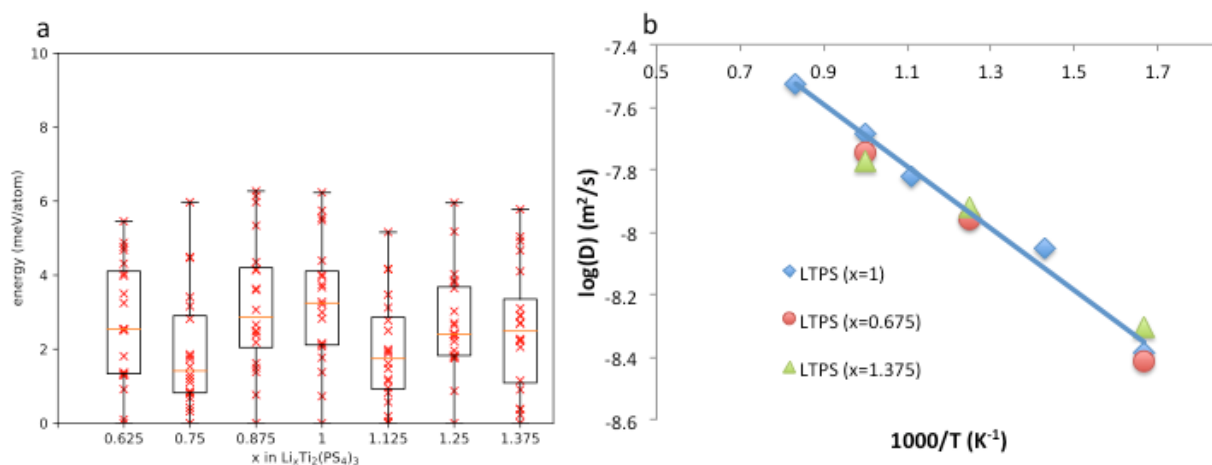 a
10
8
6
4
2
0
energy (meV/atom)
0.625 0.75 0.875 1 1.125 1.25 1.375
x in LiₓTi₂(PS₄)₃
b
-7.4
0.5 0.7 0.9 1.1 1.3 1.5 1.7
-7.6
-7.8
-8
-8.2
-8.4
-8.6
log(D) (m²/s)
LTPS (x=1)
LTPS (x=0.675)
LTPS (x=1.375)
1000/T (K⁻¹)